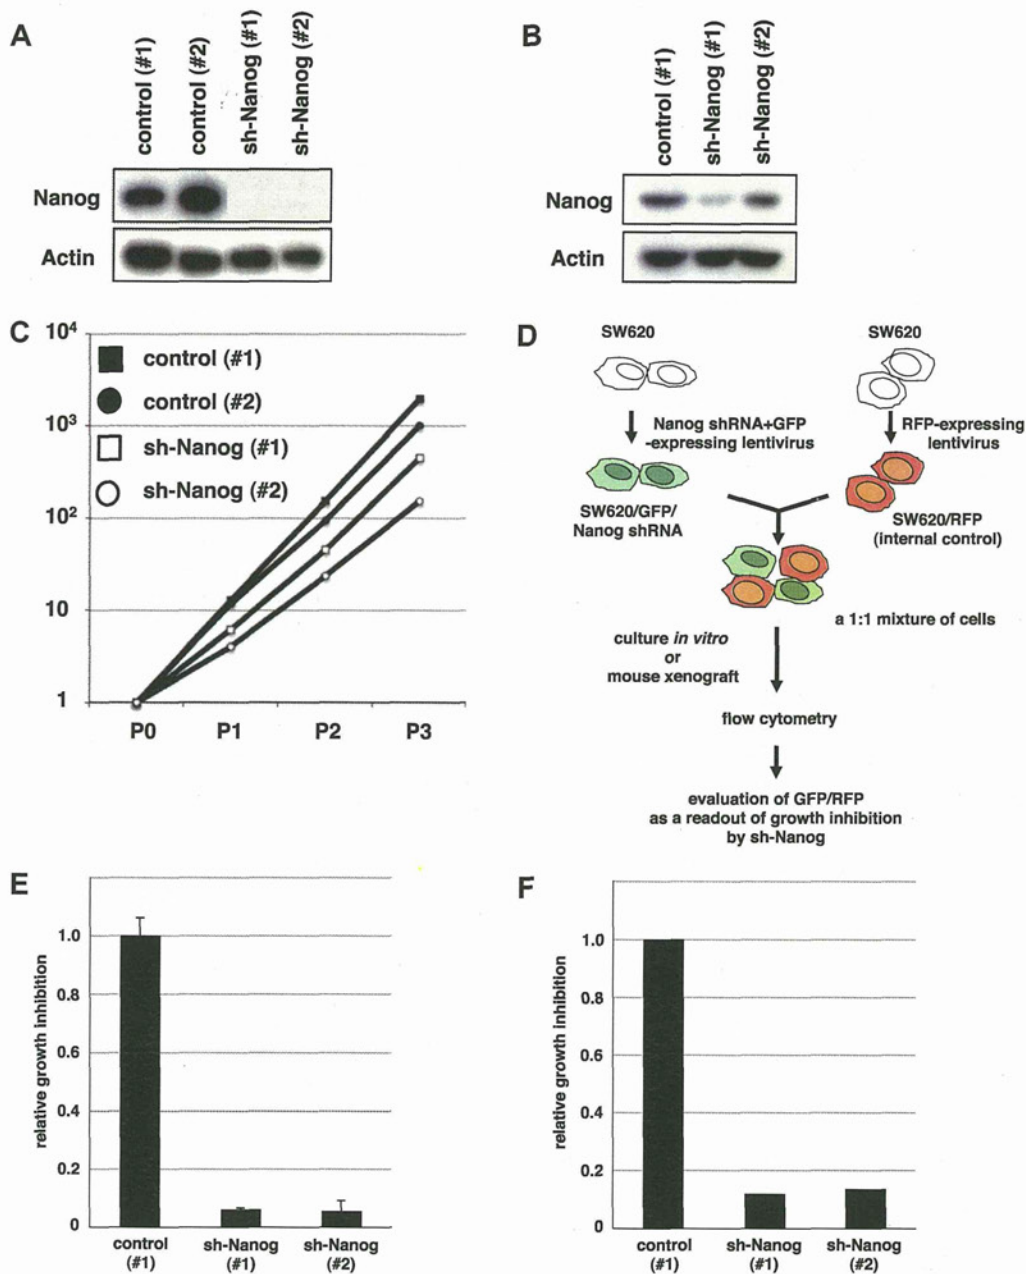 A
control (#1)
control (#2)
sh-Nanog (#1)
sh-Nanog (#2)
Nanog
Actin
B
control (#1)
sh-Nanog (#1)
sh-Nanog (#2)
Nanog
Actin
C
10^4
10^3
10^2
10
1
control (#1)
control (#2)
sh-Nanog (#1)
sh-Nanog (#2)
P0
P1
P2
P3
D
SW620
SW620
Nanog shRNA+GFP
-expressing lentivirus
RFP-expressing
lentivirus
SW620/GFP/
Nanog shRNA
SW620/RFP
(internal control)
a 1:1 mixture of cells
culture in vitro
or
mouse xenograft
flow cytometry
evaluation of GFP/RFP
as a readout of growth inhibition
by sh-Nanog
E
relative growth inhibition
1.0
0.8
0.6
0.4
0.2
0
control
(#1)
sh-Nanog
(#1)
sh-Nanog
(#2)
F
relative growth inhibition
1.0
0.8
0.6
0.4
0.2
0
control
(#1)
sh-Nanog
(#1)
sh-Nanog
(#2)